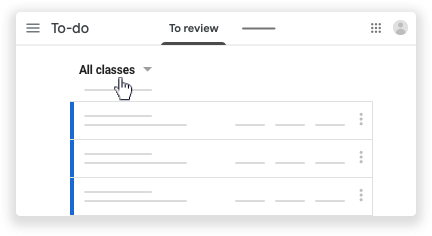 To-do
To review
All classes